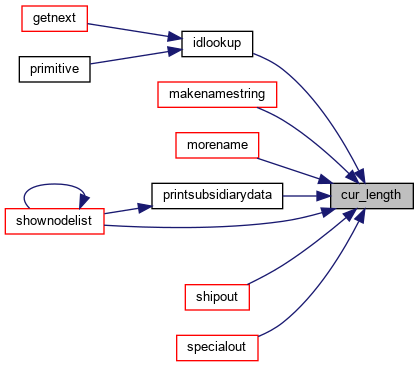 getnext
idlookup
primitive
makenamestring
morename
printsubsidiarydata
cur_length
shownodelist
shipout
specialout